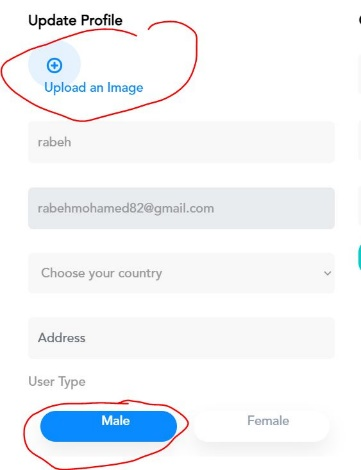 Update Profile
Upload an Image
rabeh
rabehmohamed82@gmail.com
Choose your country
Address
User Type
Male
Female